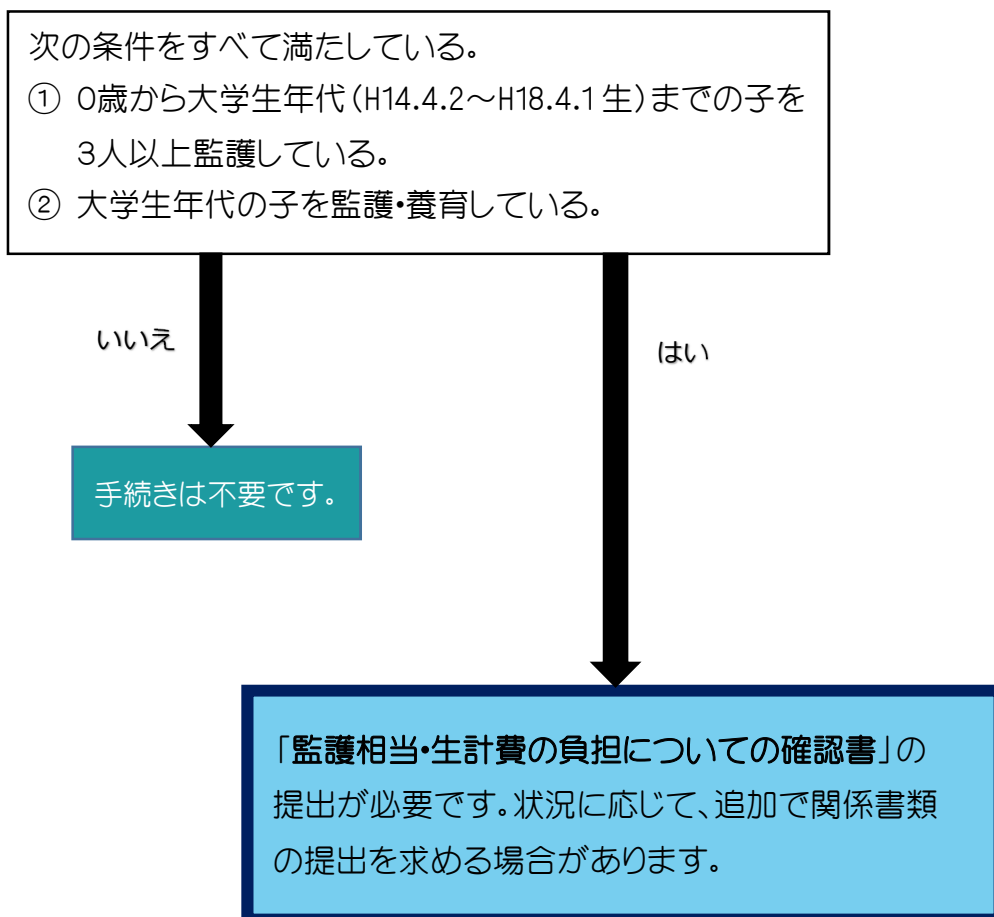 次の条件をすべて満たしている。
① 0歳から大学生年代(H14.4.2～H18.4.1生)までの子を
3人以上監護している。
② 大学生年代の子を監護・養育している。
いいえ
はい
手続きは不要です。
「監護相当・生計費の負担についての確認書」の
提出が必要です。状況に応じて、追加で関係書類
の提出を求める場合があります。